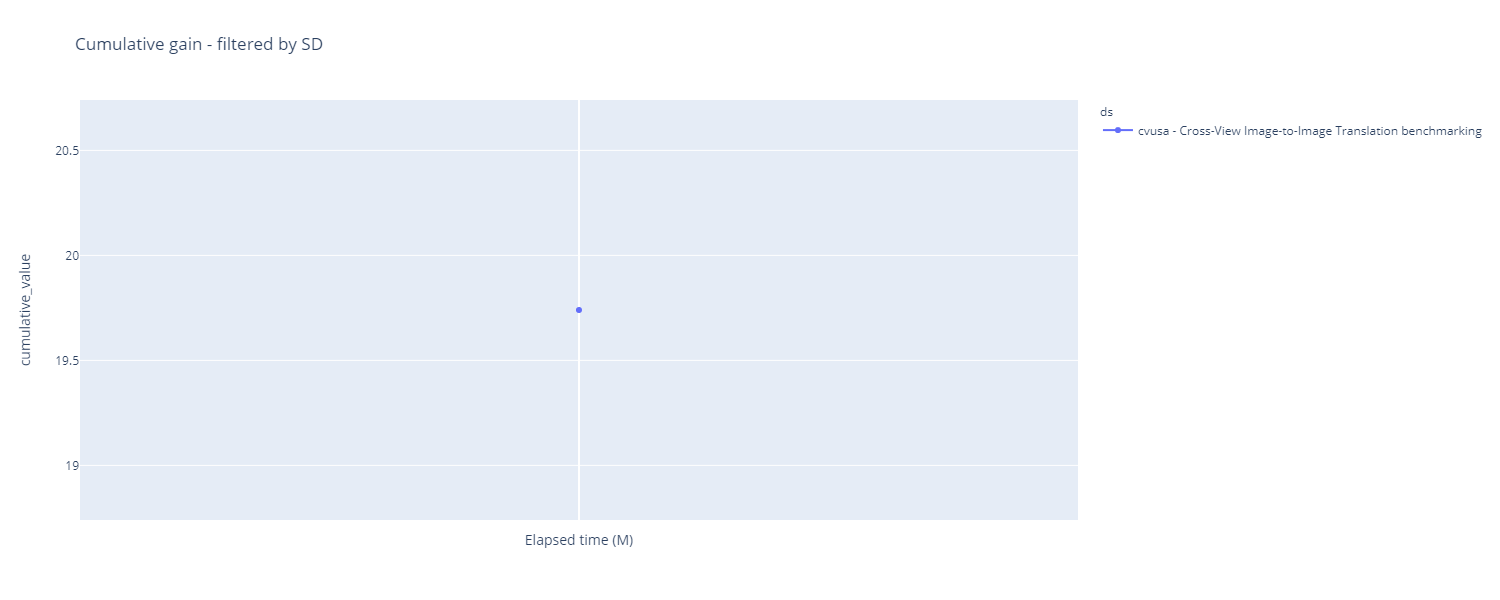 Cumulative gain - filtered by SD
ds
cvusa - Cross-View Image-to-Image Translation benchmarking
20.5
20
19.5
19
cumulative_value
Elapsed time (M)